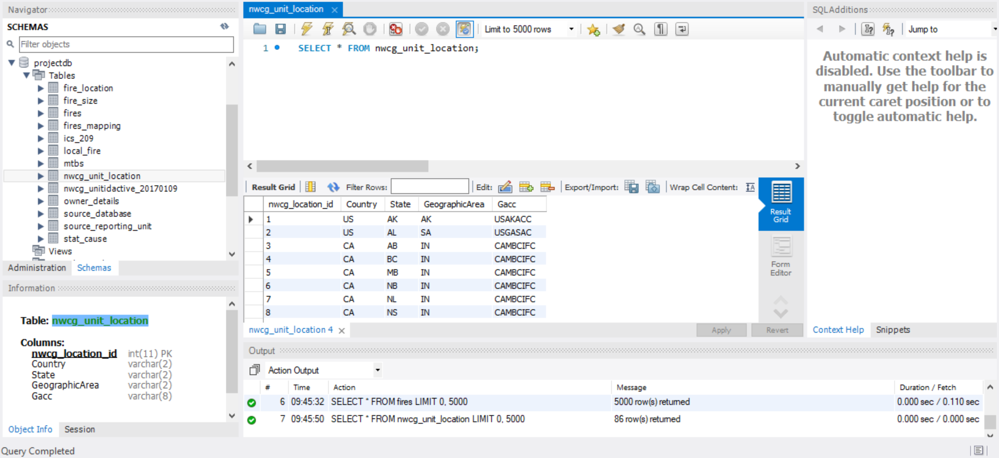 Navigator
SCHEMAS
Filter objects
projectdb
Tables
fire_location
fire_size
fires
fires_mapping
ics_209
local_fire
mtbs
nwcg_unit_location
nwcg_unitidactive_20170109
owner_details
source_database
source_reporting_unit
stat_cause
Views
Administration Schemas
Information
Table: nwcg_unit_location
Columns:
nwcg_location_id int(11) PK
Country varchar(2)
State varchar(2)
GeographicArea varchar(2)
Gacc varchar(8)
Object Info Session
Query Completed
nwcg_unit_location
Limit to 5000 rows
1 SELECT * FROM nwcg_unit_location;
Result Grid Filter Rows: Edit: Export/Import: Wrap Cell Content:
nwcg_location_id Country State GeographicArea Gacc
1 US AK AK USAKACC
2 US AL SA USGASAC
3 CA AB IN CAMBCIFC
4 CA BC IN CAMBCIFC
5 CA MB IN CAMBCIFC
6 CA NB IN CAMBCIFC
7 CA NL IN CAMBCIFC
8 CA NS IN CAMBCIFC
Result
Grid
Form
Editor
nwcg_unit_location 4
Apply Revert
Output
Action Output
# Time Action Message Duration / Fetch
6 09:45:32 SELECT * FROM fires LIMIT 0, 5000 5000 row(s) returned 0.000 sec / 0.110 sec
7 09:45:50 SELECT * FROM nwcg_unit_location LIMIT 0, 5000 86 row(s) returned 0.000 sec / 0.000 sec
SQLAdditions
Jump to
Automatic context help is
disabled. Use the toolbar to
manually get help for the
current caret position or to
toggle automatic help.
Context Help Snippets